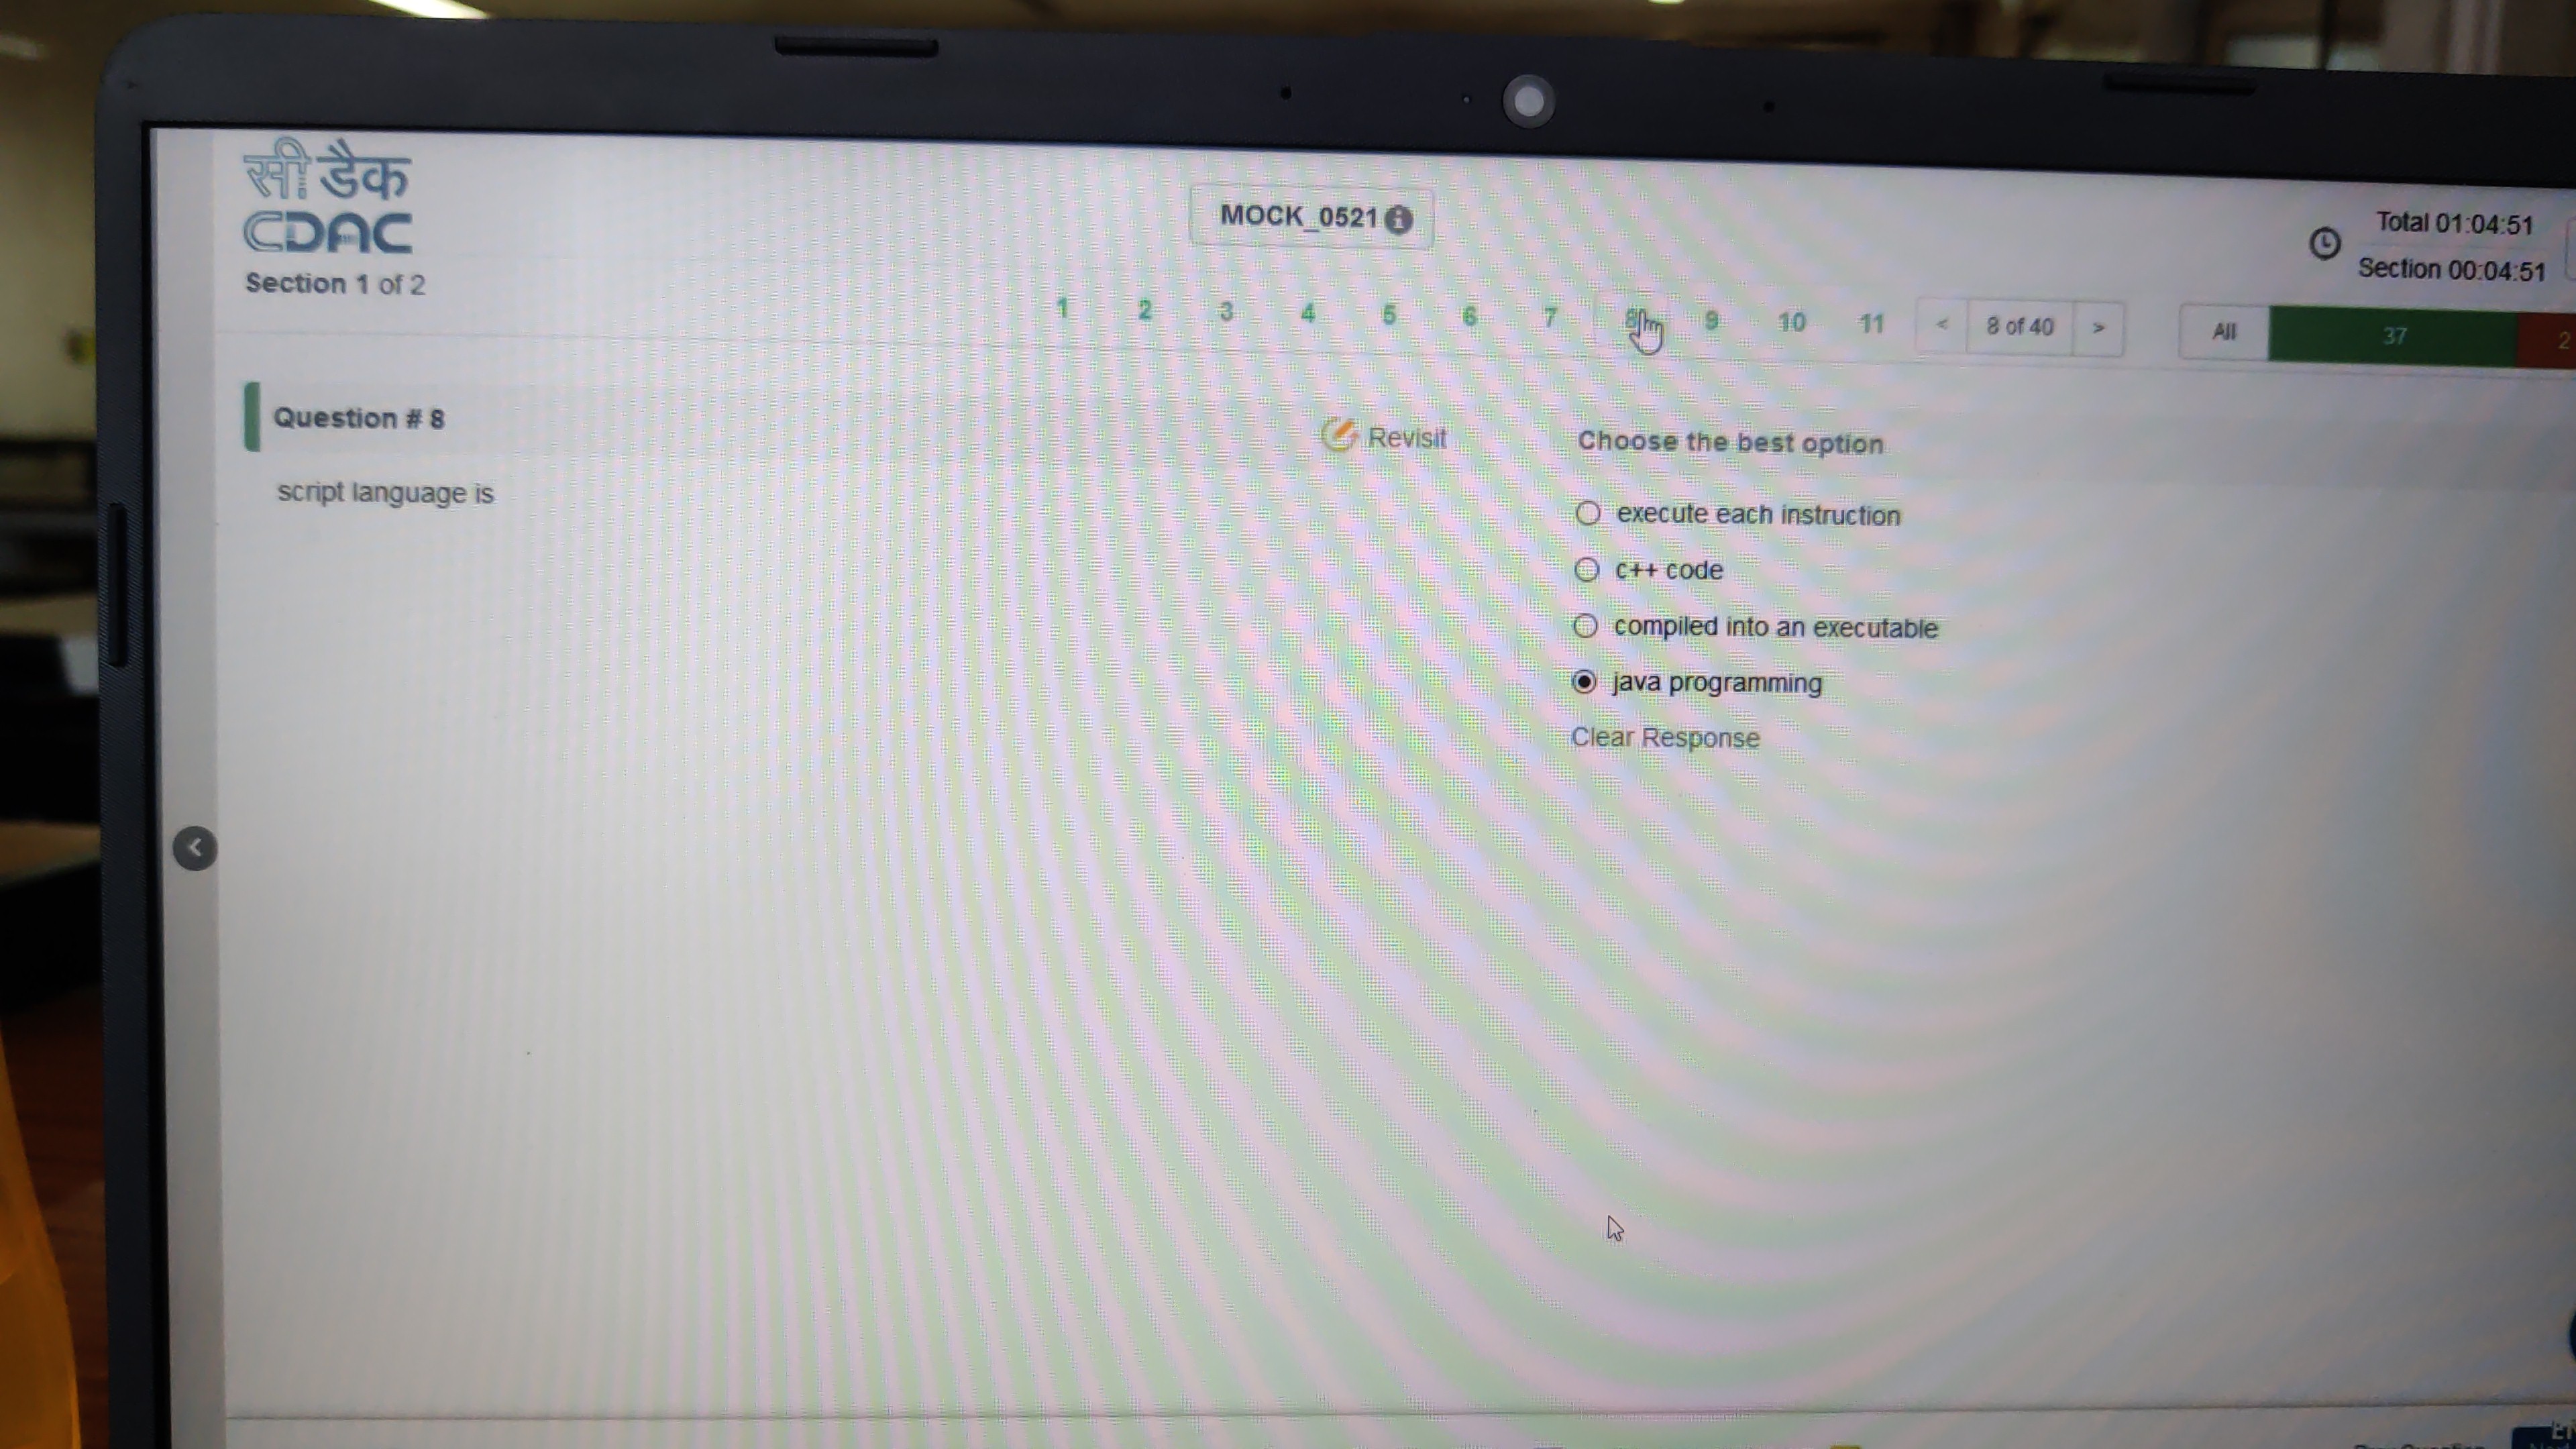 सी डैक
CDAC
MOCK_0521
Total 01:04:51
Section 00:04:51
Section 1 of 2
1 2 3 4 5 6 7 8 9 10 11 < 8 of 40 > All 37 2
Question # 8
Revisit
script language is
Choose the best option
execute each instruction
c++ code
compiled into an executable
java programming
Clear Response